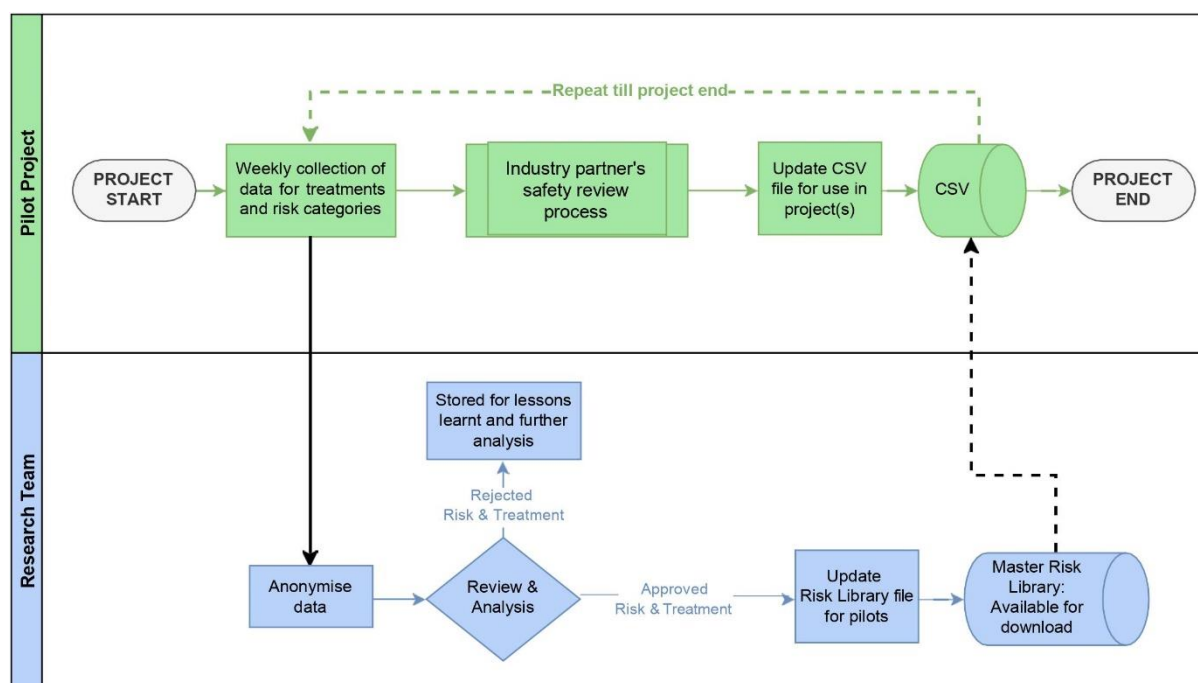 Pilot Project
Repeat till project end
PROJECT
START
Weekly collection of
data for treatments
and risk categories
Industry partner's
safety review
process
Update CSV
file for use in
project(s)
CSV
PROJECT
END
Research Team
Stored for lessons
learnt and further
analysis
Rejected
Risk & Treatment
Anonymise
data
Review &
Analysis
Approved
Risk & Treatment
Update
Risk Library file
for pilots
Master Risk
Library:
Available for
download